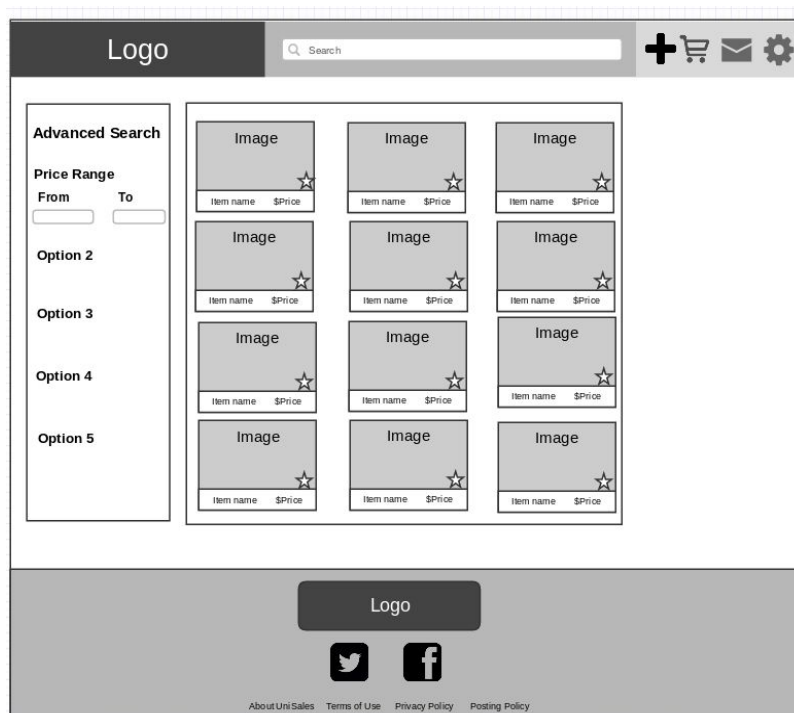 Logo
Search
Advanced Search
Price Range
From To
Option 2
Option 3
Option 4
Option 5
Image Image Image
Item name $Price Item name $Price Item name $Price
Image Image Image
Item name $Price Item name $Price Item name $Price
Image Image Image
Item name $Price Item name $Price Item name $Price
Image Image Image
Item name $Price Item name $Price Item name $Price
Logo
About UniSales Terms of Use Privacy Policy Posting Policy